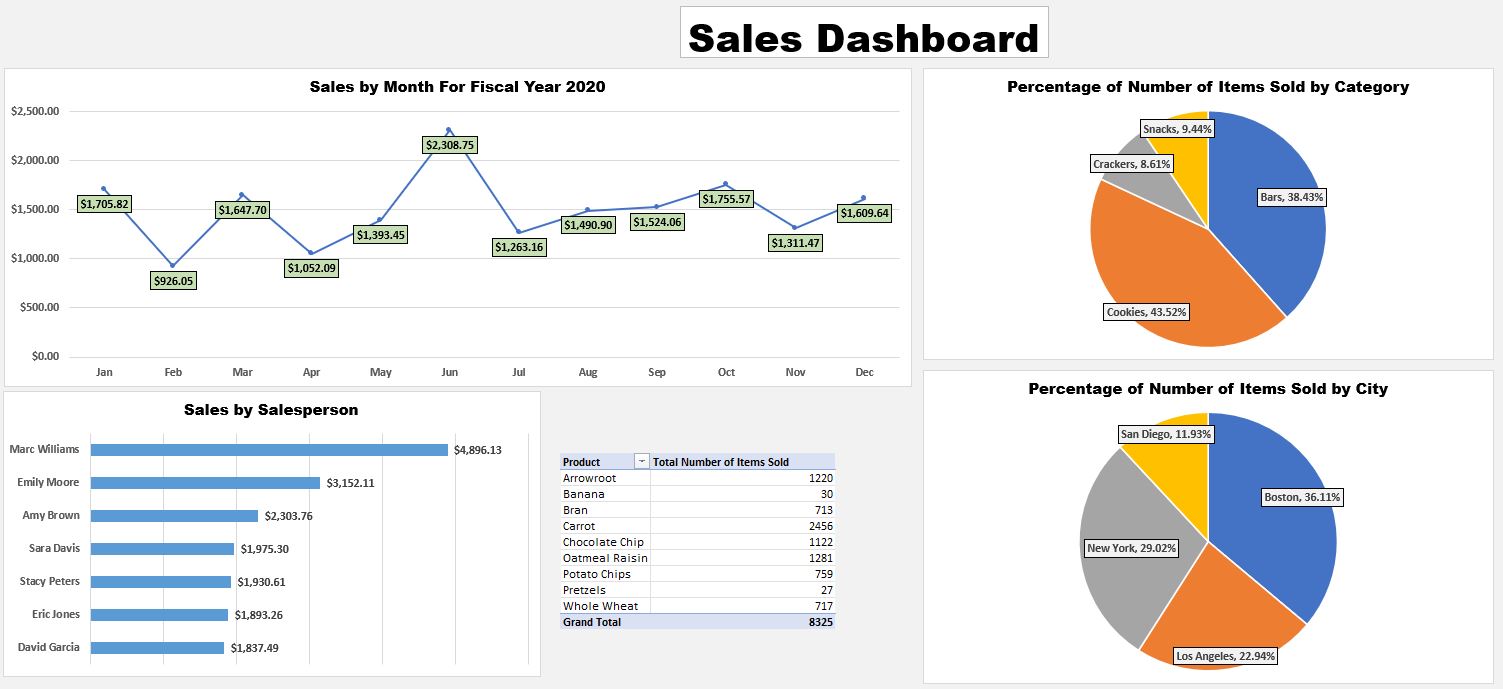 Sales Dashboard
Sales by Month For Fiscal Year 2020
$2,500.00
$2,000.00
$1,500.00
$1,000.00
$500.00
$0.00
$1,705.82
$926.05
$1,647.70
$1,052.09
$1,393.45
$2,308.75
$1,263.16
$1,490.90
$1,524.06
$1,755.57
$1,311.47
$1,609.64
Jan Feb Mar Apr May Jun Jul Aug Sep Oct Nov Dec
Percentage of Number of Items Sold by Category
Snacks, 9.44%
Crackers, 8.61%
Bars, 38.43%
Cookies, 43.52%
Sales by Salesperson
Marc Williams $4,896.13
Emily Moore $3,152.11
Amy Brown $2,303.76
Sara Davis $1,975.30
Stacy Peters $1,930.61
Eric Jones $1,893.26
David Garcia $1,837.49
Product Total Number of Items Sold
Arrowroot 1220
Banana 30
Bran 713
Carrot 2456
Chocolate Chip 1122
Oatmeal Raisin 1281
Potato Chips 759
Pretzels 27
Whole Wheat 717
Grand Total 8325
Percentage of Number of Items Sold by City
San Diego, 11.93%
Boston, 36.11%
New York, 29.02%
Los Angeles, 22.94%